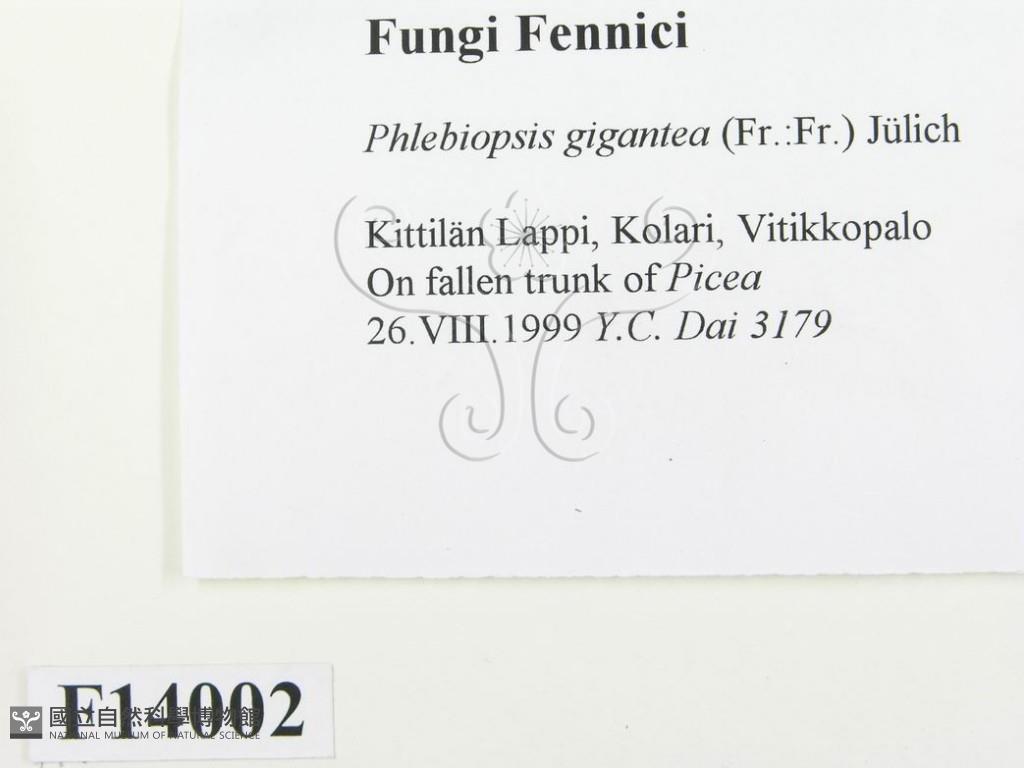 Fungi Fennici
Phlebiopsis gigantea (Fr.:Fr.) Jülich
Kittilän Lappi, Kolari, Vitikkopalo
On fallen trunk of Picea
26.VIII.1999 Y.C. Dai 3179
F14002
國立自然科學博物館
NATIONAL MUSEUM OF NATURAL SCIENCE